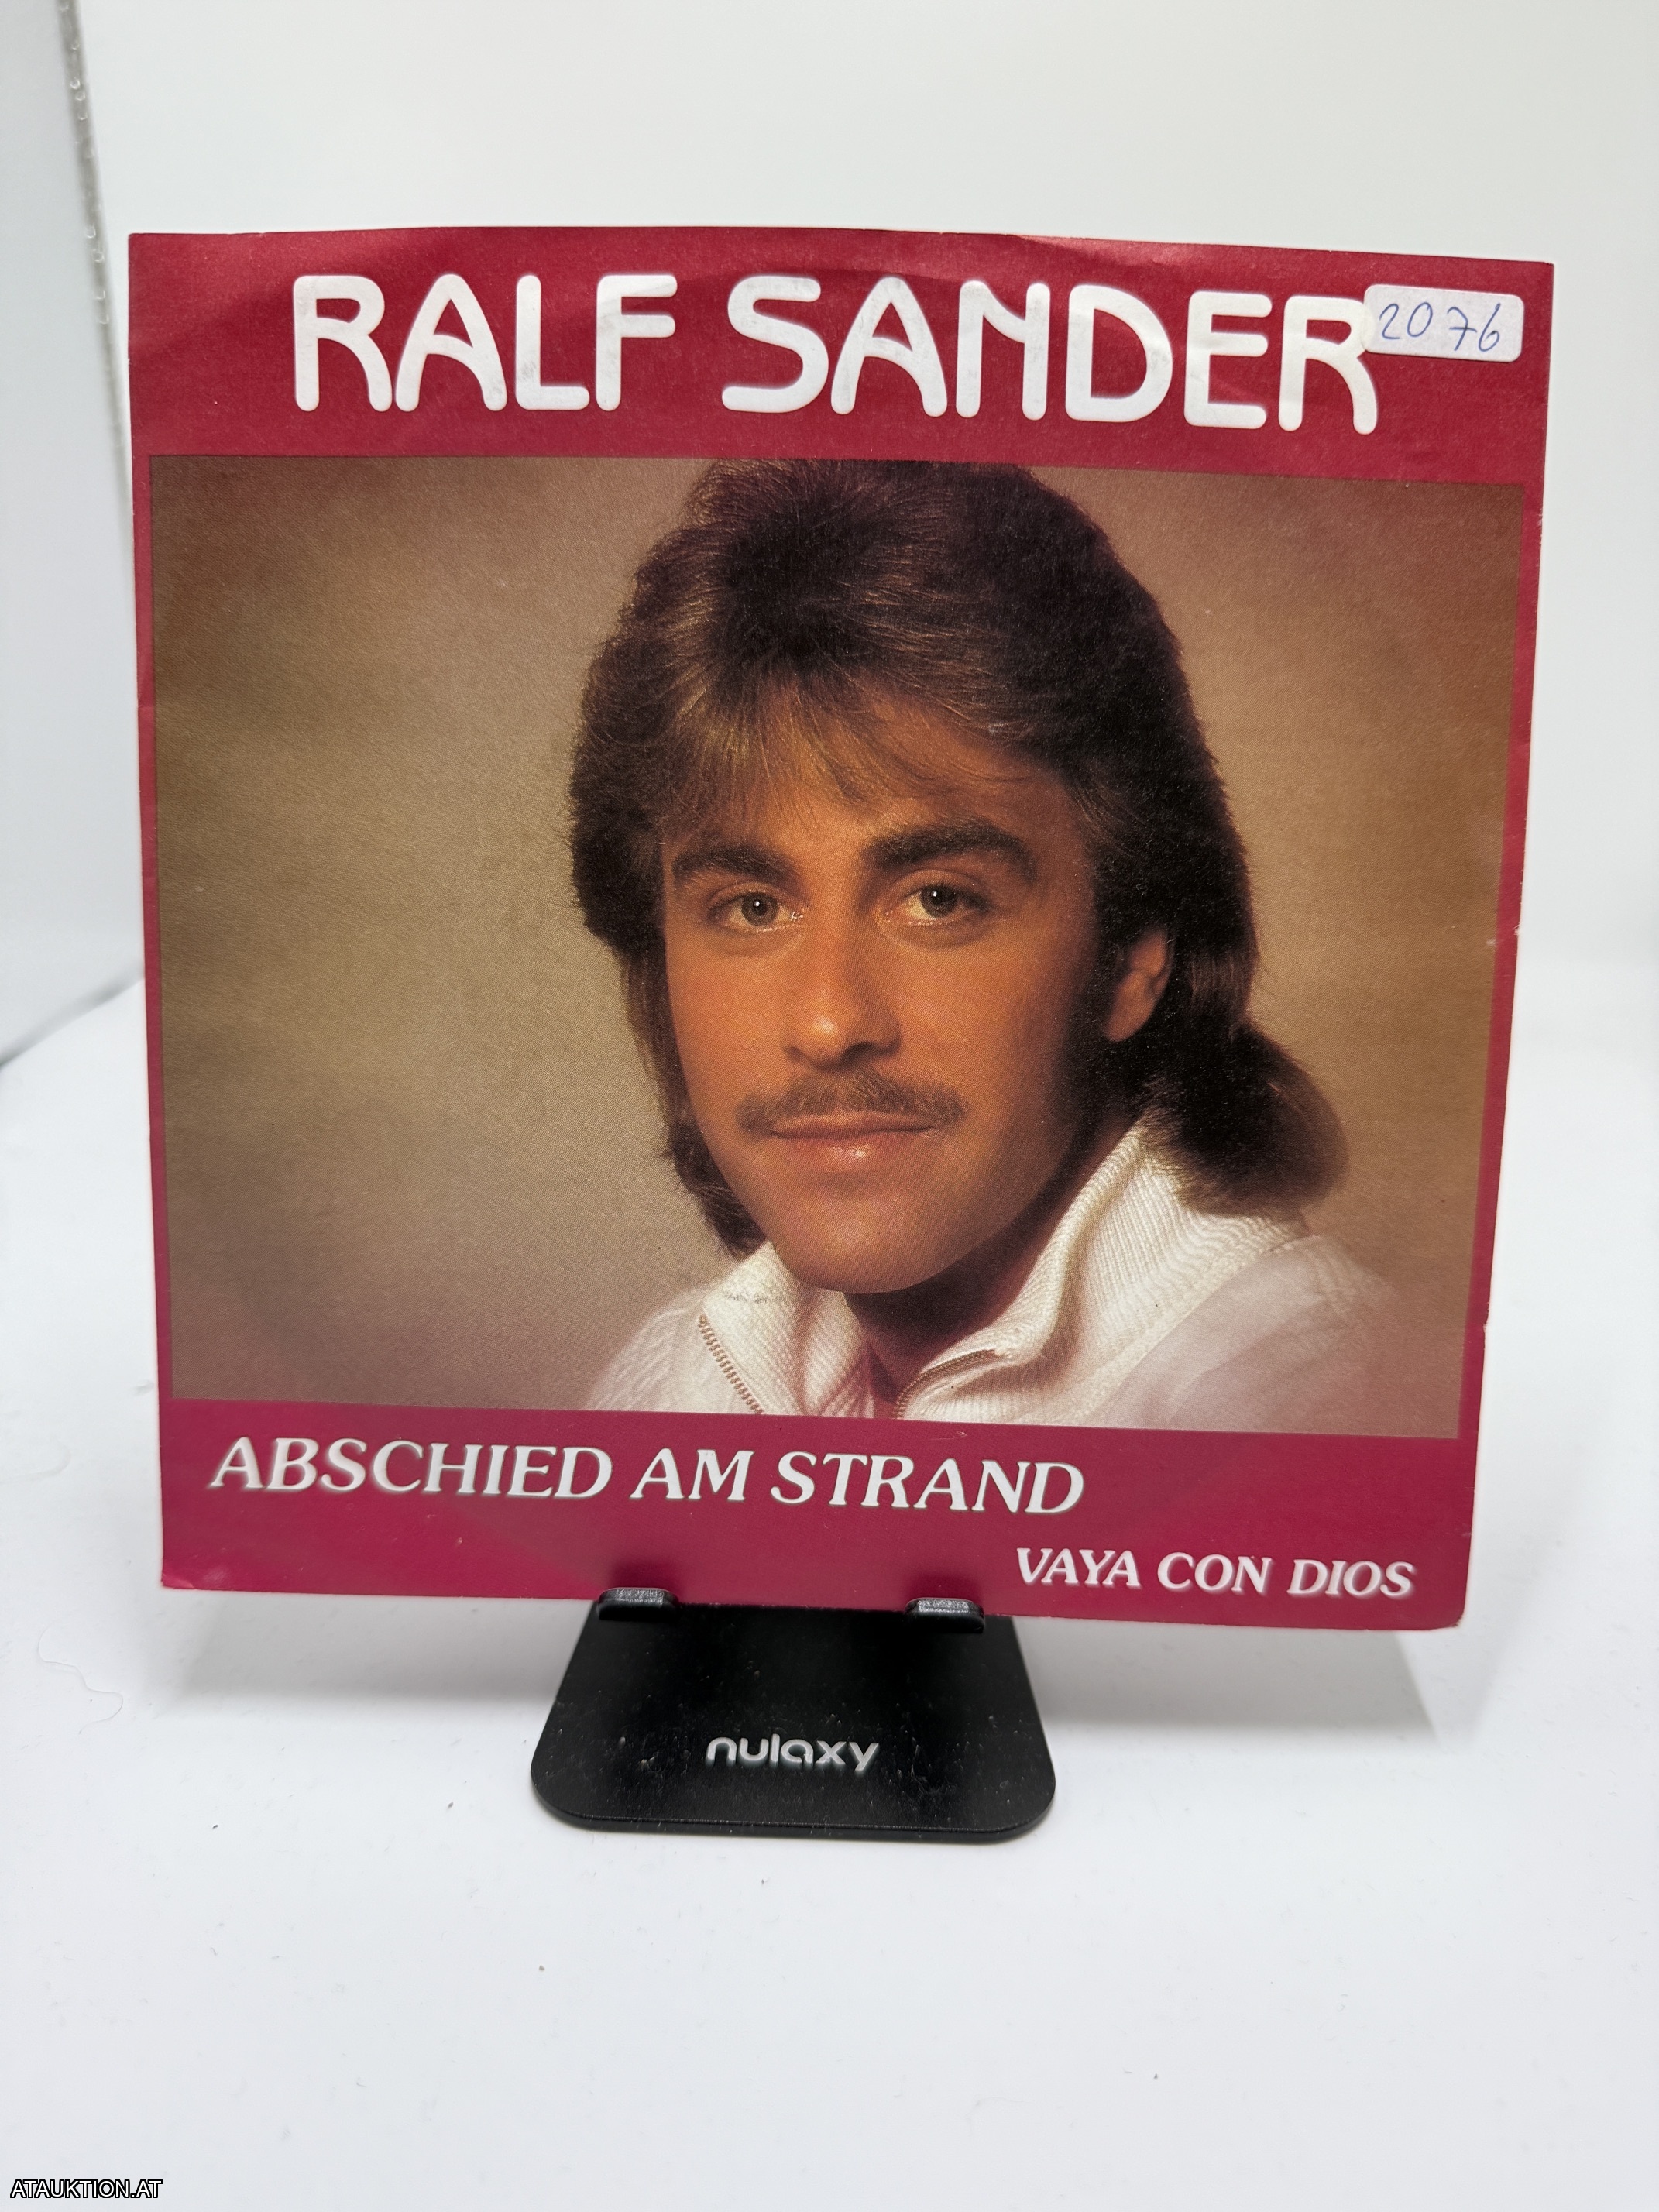 RALF SANDER
2076
ABSCHIED AM STRAND
VAYA CON DIOS
nulaxy
ATAUKTION.AT